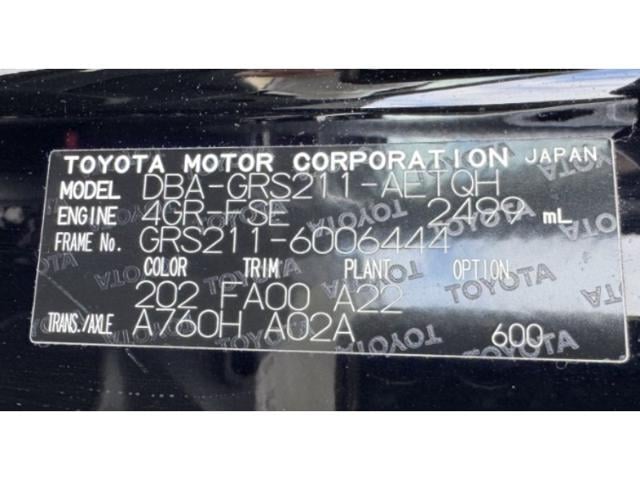 TOYOTA MOTOR CORPORATION JAPAN
MODEL DBA-GRS211-AETQH
ENGINE 4GR-FSE 2499 mL
FRAME No. GRS211-6006444
COLOR TRIM PLANT OPTION
202 FA00 A22
TRANS./AXLE A760H A02A 600